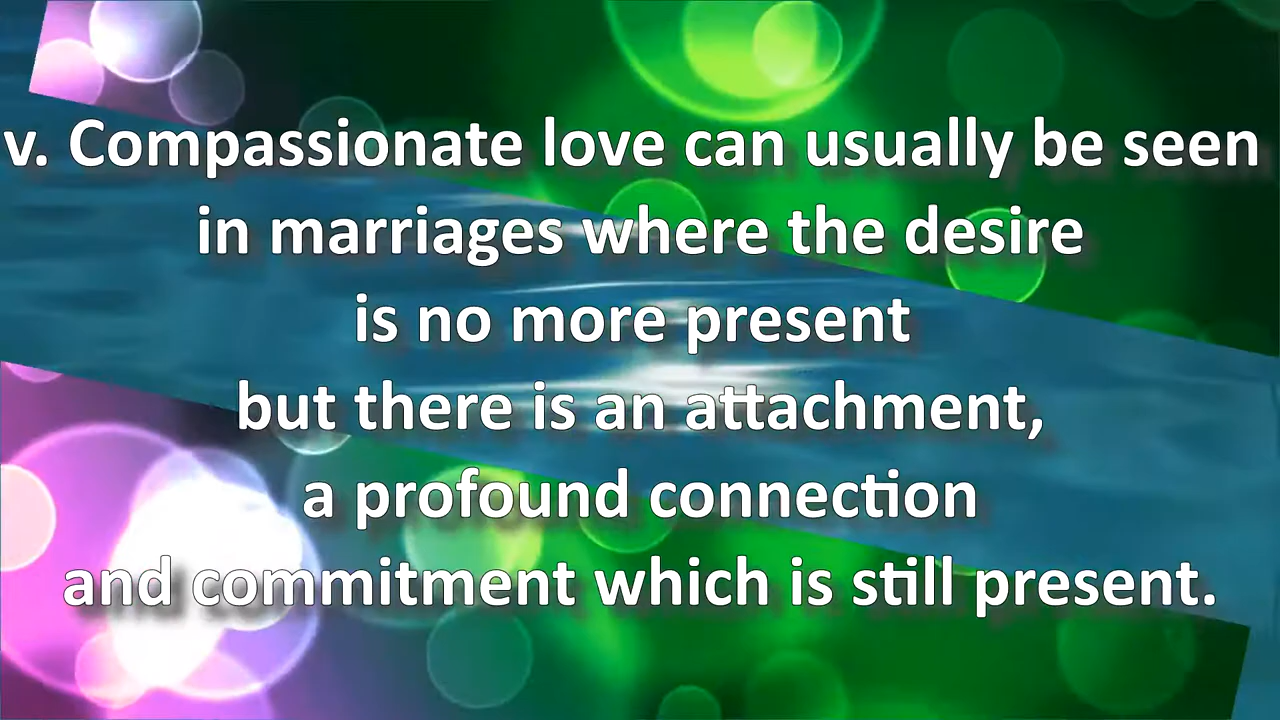 v. Compassionate love can usually be seen
in marriages where the desire
is no more present
but there is an attachment,
a profound connection
and commitment which is still present.